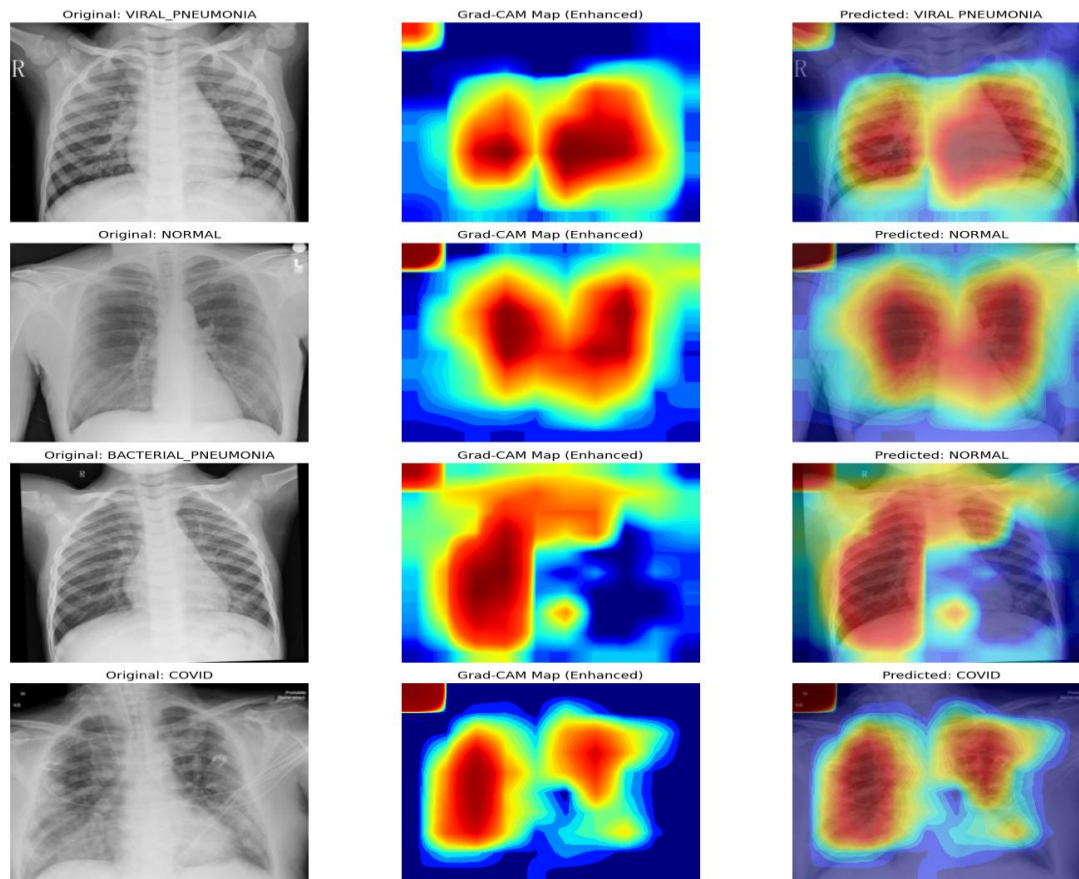 Original: VIRAL_PNEUMONIA
Grad-CAM Map (Enhanced)
Predicted: VIRAL PNEUMONIA
R
R
Original: NORMAL
Grad-CAM Map (Enhanced)
Predicted: NORMAL
L
Original: BACTERIAL_PNEUMONIA
Grad-CAM Map (Enhanced)
Predicted: NORMAL
R
R
Original: COVID
Grad-CAM Map (Enhanced)
Predicted: COVID